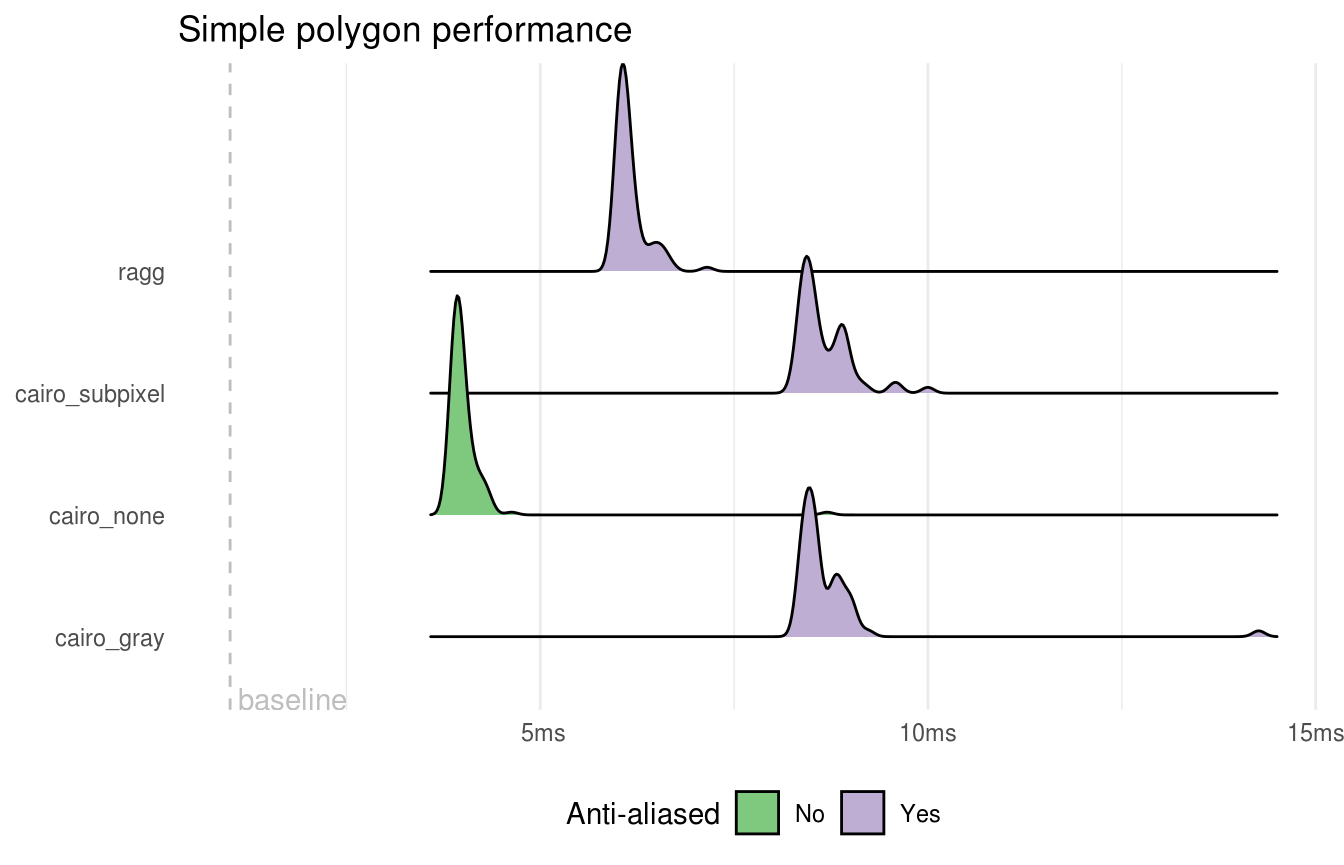 Simple polygon performance
ragg
cairo_subpixel
cairo_none
cairo_gray
baseline
5ms
10ms
15ms
Anti-aliased
No
Yes